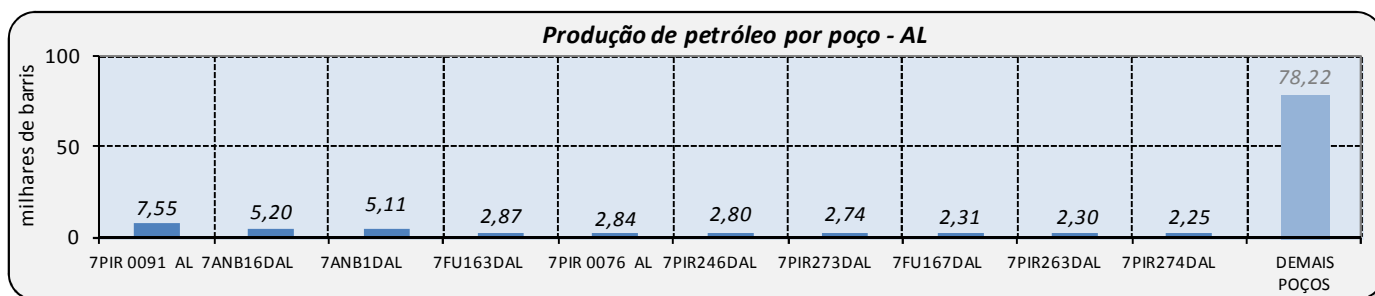 Produção de petróleo por poço - AL
milhares de barris
100
50
0
7,55
5,20
5,11
2,87
2,84
2,80
2,74
2,31
2,30
2,25
78,22
7PIR 0091 AL
7ANB16DAL
7ANB1DAL
7FU163DAL
7PIR 0076 AL
7PIR246DAL
7PIR273DAL
7FU167DAL
7PIR263DAL
7PIR274DAL
DEMAIS
POÇOS